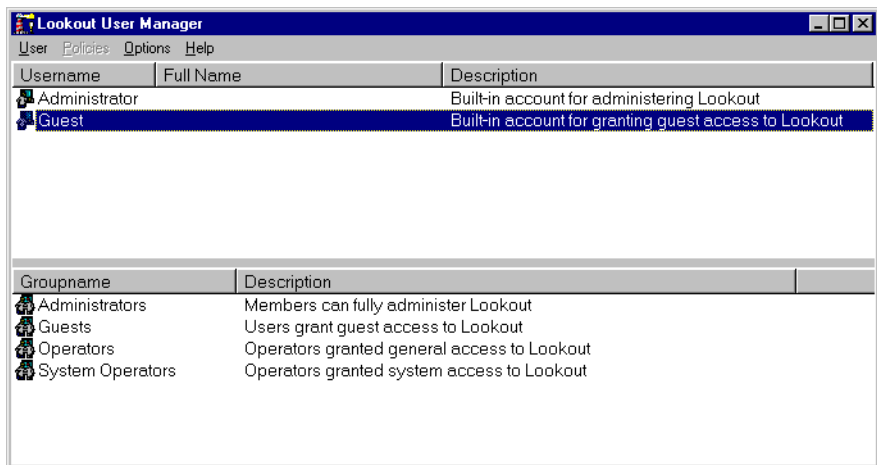 Lookout User Manager
User Policies Options Help
Username Full Name Description
Administrator Built-in account for administering Lookout
Guest Built-in account for granting guest access to Lookout
Groupname Description
Administrators Members can fully administer Lookout
Guests Users grant guest access to Lookout
Operators Operators granted general access to Lookout
System Operators Operators granted system access to Lookout